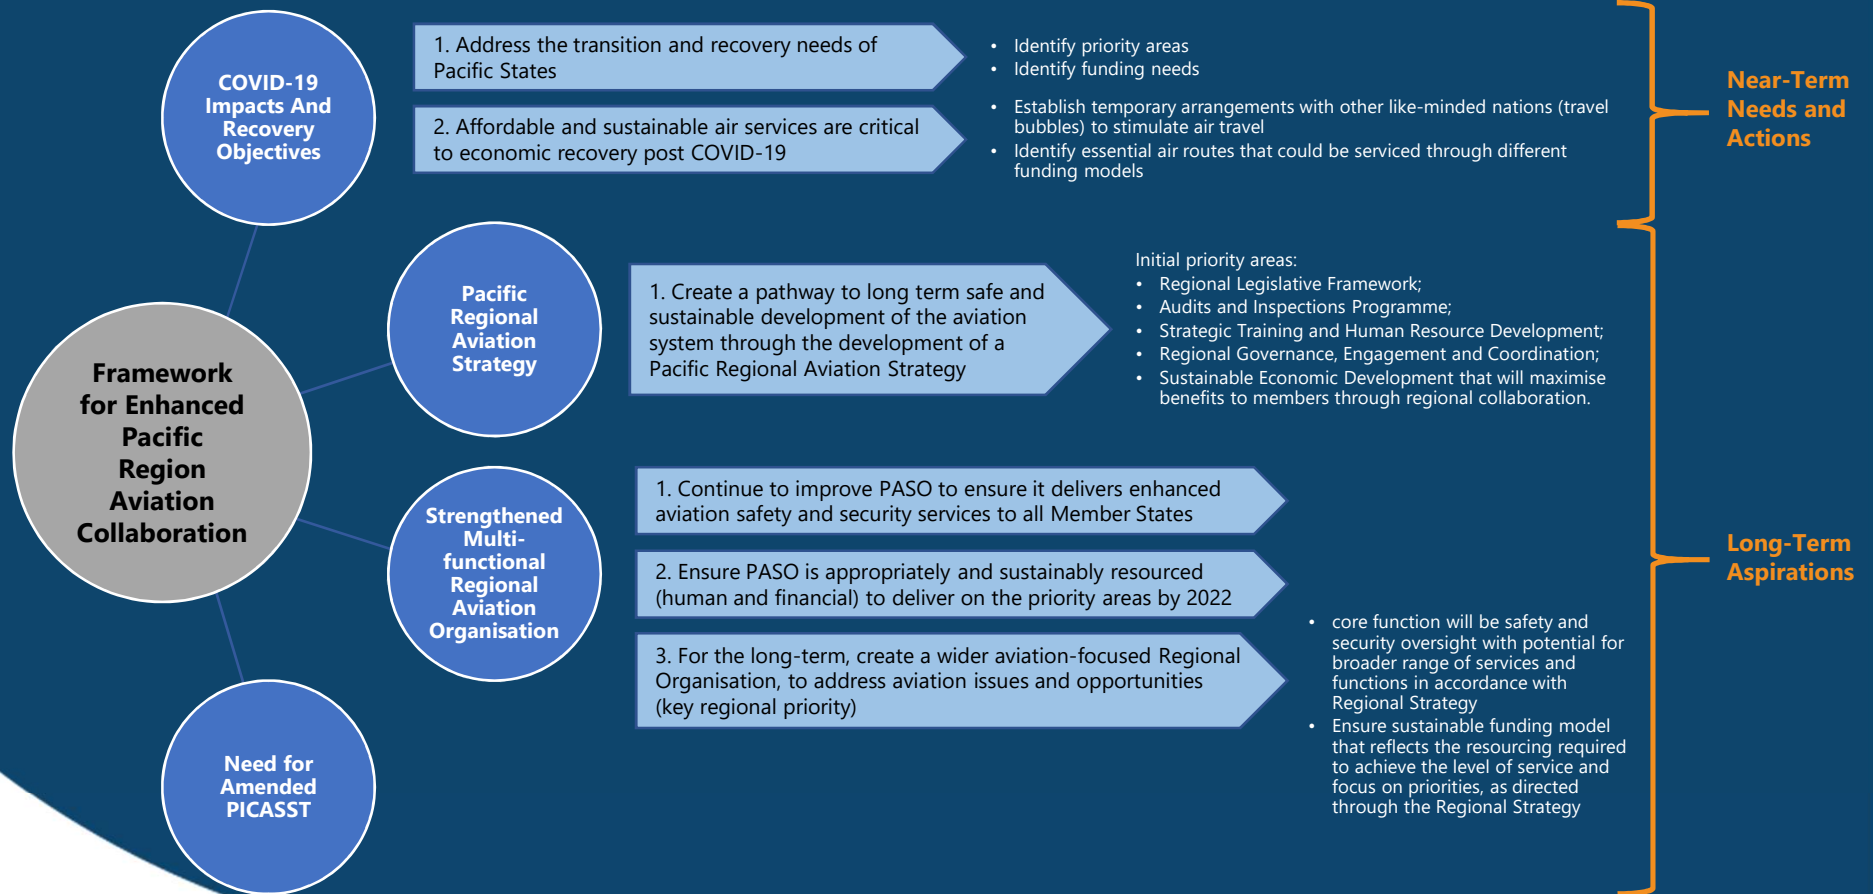 Framework
for Enhanced
Pacific
Region
Aviation
Collaboration
COVID-19
Impacts And
Recovery
Objectives
1. Address the transition and recovery needs of
Pacific States
• Identify priority areas
• Identify funding needs
2. Affordable and sustainable air services are critical
to economic recovery post COVID-19
• Establish temporary arrangements with other like-minded nations (travel
bubbles) to stimulate air travel
• Identify essential air routes that could be serviced through different
funding models
Near-Term
Needs and
Actions
Pacific
Regional
Aviation
Strategy
1. Create a pathway to long term safe and
sustainable development of the aviation
system through the development of a
Pacific Regional Aviation Strategy
Initial priority areas:
• Regional Legislative Framework;
• Audits and Inspections Programme;
• Strategic Training and Human Resource Development;
• Regional Governance, Engagement and Coordination;
• Sustainable Economic Development that will maximise
benefits to members through regional collaboration.
Strengthened
Multi-
functional
Regional
Aviation
Organisation
1. Continue to improve PASO to ensure it delivers enhanced
aviation safety and security services to all Member States
2. Ensure PASO is appropriately and sustainably resourced
(human and financial) to deliver on the priority areas by 2022
3. For the long-term, create a wider aviation-focused Regional
Organisation, to address aviation issues and opportunities
(key regional priority)
• core function will be safety and
security oversight with potential for
broader range of services and
functions in accordance with
Regional Strategy
• Ensure sustainable funding model
that reflects the resourcing required
to achieve the level of service and
focus on priorities, as directed
through the Regional Strategy
Long-Term
Aspirations
Need for
Amended
PICASST